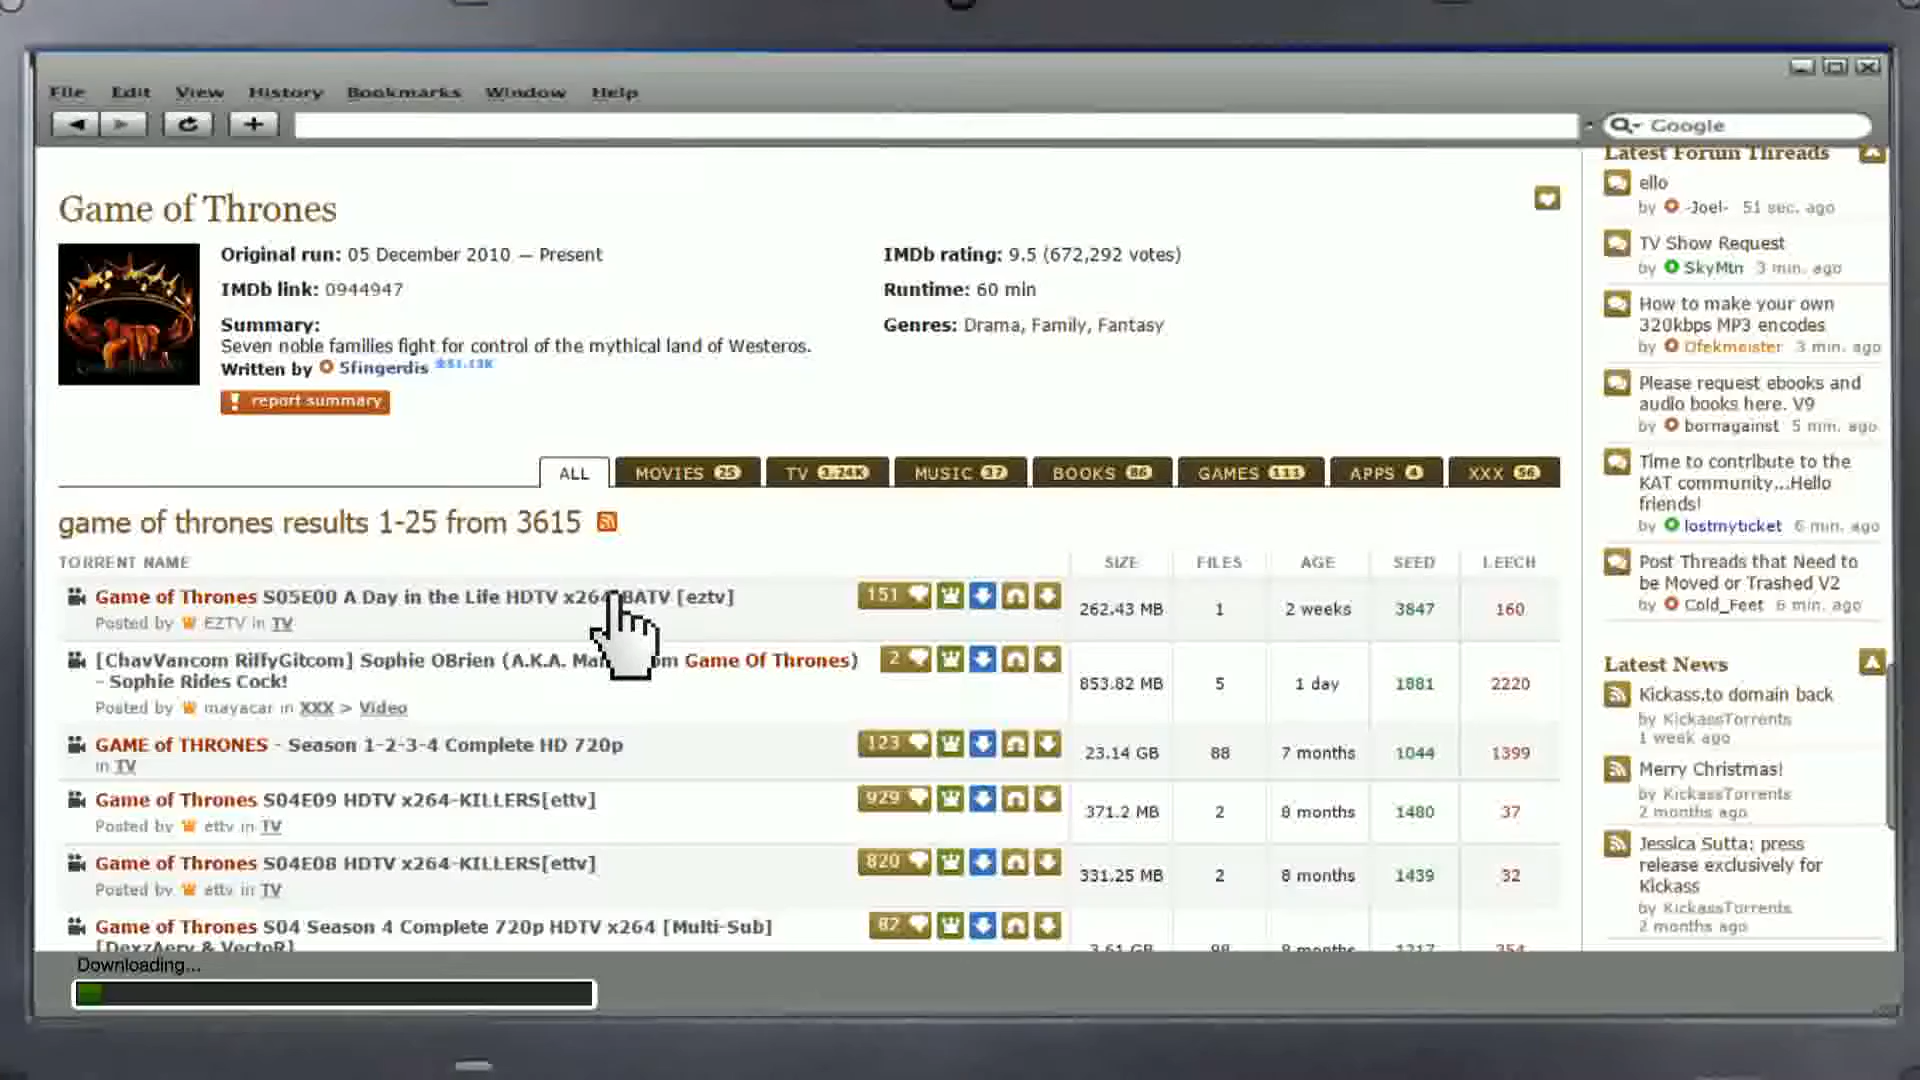 File Edit View History Bookmarks Window Help
Google
Game of Thrones
Original run: 05 December 2010 – Present
IMDb link: 0944947
Summary:
Seven noble families fight for control of the mythical land of Westeros.
Written by Sfingerdis 51.13K
report summary
IMDb rating: 9.5 (672,292 votes)
Runtime: 60 min
Genres: Drama, Family, Fantasy
ALL MOVIES 25 TV 3.24K MUSIC 37 BOOKS 86 GAMES 111 APPS 4 XXX 56
game of thrones results 1-25 from 3615
TORRENT NAME SIZE FILES AGE SEED LEECH
Game of Thrones S05E00 A Day in the Life HDTV x264-BATV [eztv] 151 262.43 MB 1 2 weeks 3847 160
Posted by EZTV in TV
[ChavVancom RiffyGitcom] Sophie OBrien (A.K.A. Game Of Thrones) 2 853.82 MB 5 1 day 1881 2220
- Sophie Rides Cock!
Posted by mayacar in XXX > Video
GAME of THRONES - Season 1-2-3-4 Complete HD 720p 123 23.14 GB 88 7 months 1044 1399
in TV
Game of Thrones S04E09 HDTV x264-KILLERS[ettv] 929 371.2 MB 2 8 months 1480 37
Posted by ettv in TV
Game of Thrones S04E08 HDTV x264-KILLERS[ettv] 820 331.25 MB 2 8 months 1439 32
Posted by ettv in TV
Game of Thrones S04 Season 4 Complete 720p HDTV x264 [Multi-Sub] 82 3.61 GB 98 8 months 1217 354
[DexzAery & VectoR]
Downloading...
Latest Forum Threads
ello
by -Joel- 51 sec. ago
TV Show Request
by SkyMtn 3 min. ago
How to make your own
320kbps MP3 encodes
by Ofekmeister 3 min. ago
Please request ebooks and
audio books here. V9
by bornagainst 5 min. ago
Time to contribute to the
KAT community...Hello
friends!
by lostmyticket 6 min. ago
Post Threads that Need to
be Moved or Trashed V2
by Cold_Feet 6 min. ago
Latest News
Kickass.to domain back
by KickassTorrents
1 week ago
Merry Christmas!
by KickassTorrents
2 months ago
Jessica Sutta: press
release exclusively for
Kickass
by KickassTorrents
2 months ago